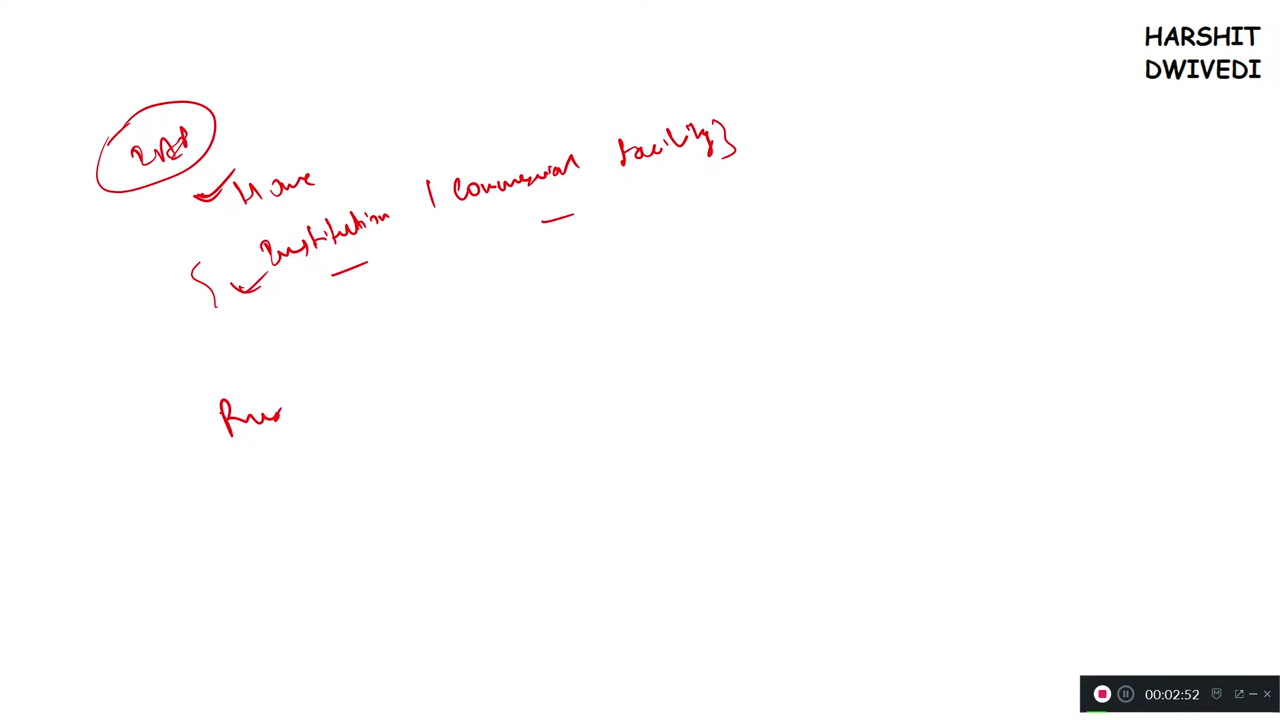 HARSHIT
DWIVEDI
Home
Institution / Commercial facility}
00:02:52